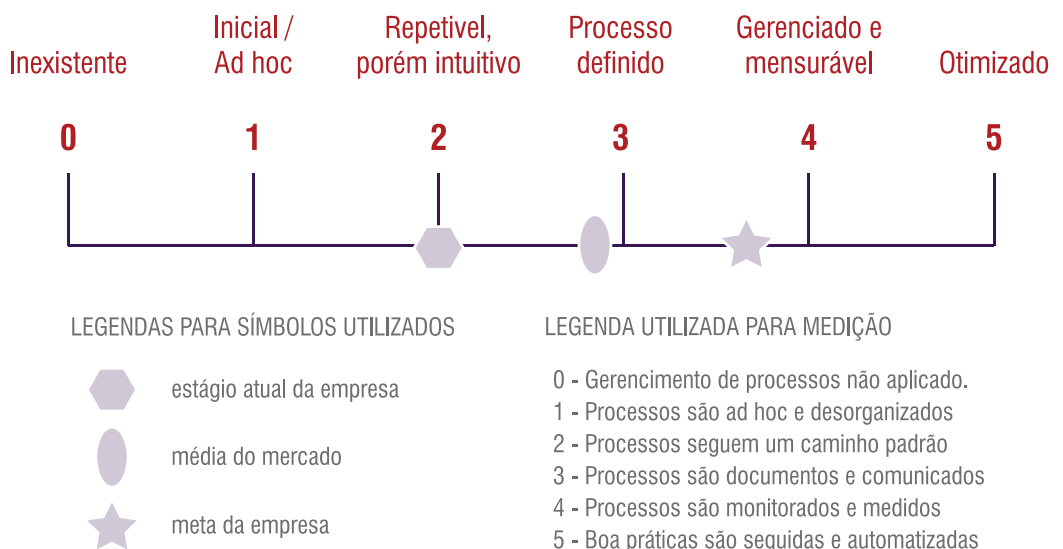 Inexistente
Inicial /
Ad hoc
Repetivel,
porém intuitivo
Processo
definido
Gerenciado e
mensurável
Otimizado
0 1 2 3 4 5
LEGENDAS PARA SÍMBOLOS UTILIZADOS
estágio atual da empresa
média do mercado
meta da empresa
LEGENDA UTILIZADA PARA MEDIÇÃO
0 - Gerencimento de processos não aplicado.
1 - Processos são ad hoc e desorganizados
2 - Processos seguem um caminho padrão
3 - Processos são documentos e comunicados
4 - Processos são monitorados e medidos
5 - Boa práticas são seguidas e automatizadas